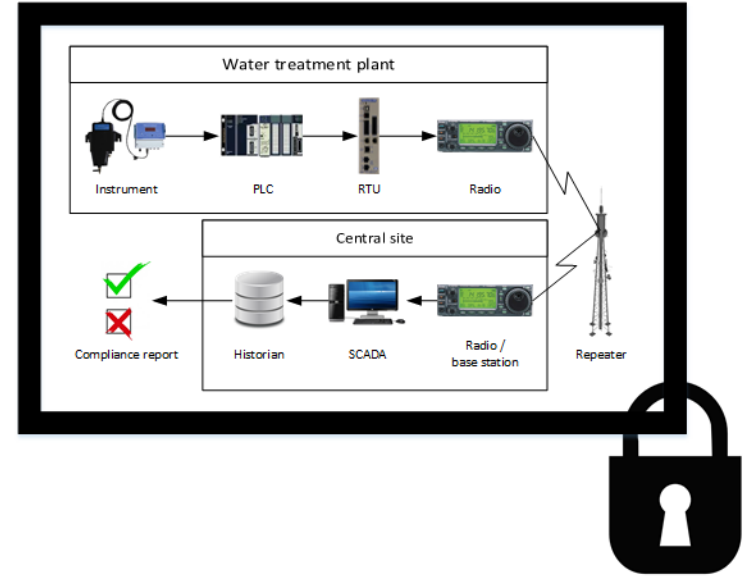 Water treatment plant
Instrument
PLC
RTU
Radio
Central site
Compliance report
Historian
SCADA
Radio /
base station
Repeater